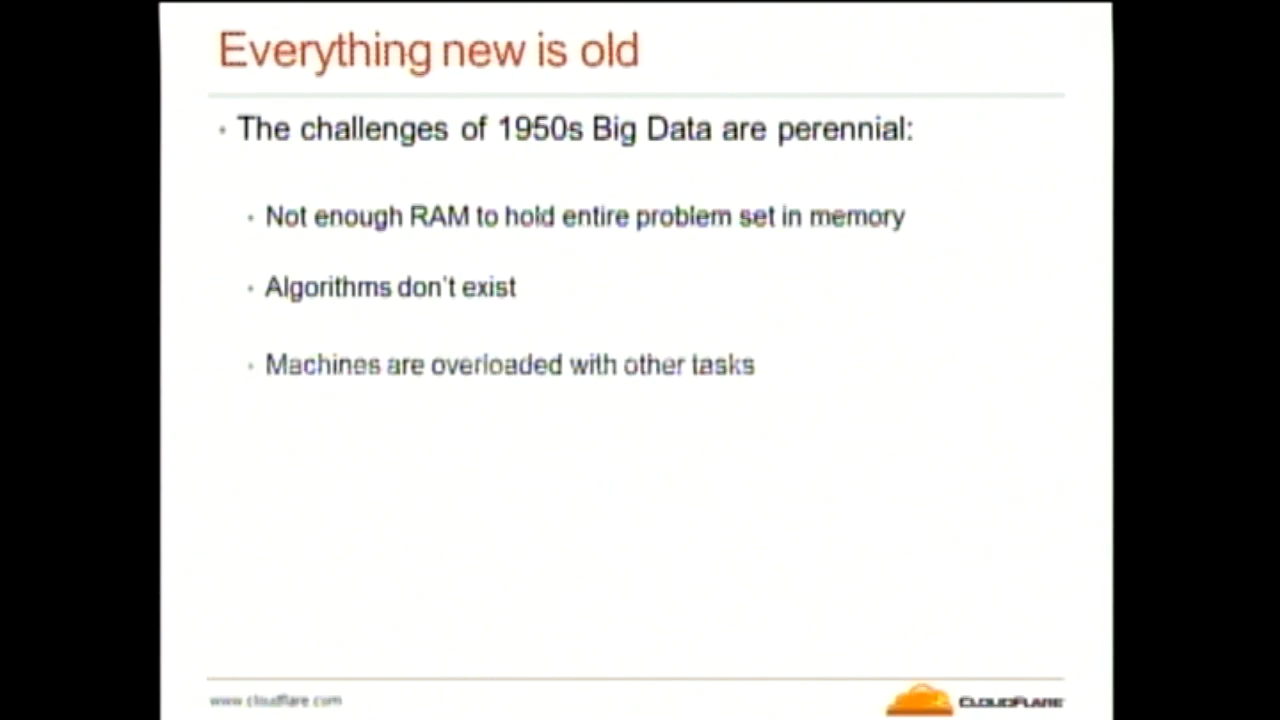 Everything new is old
• The challenges of 1950s Big Data are perennial:
• Not enough RAM to hold entire problem set in memory
• Algorithms don't exist
• Machines are overloaded with other tasks
www.cloudflare.com
CLOUDFLARE